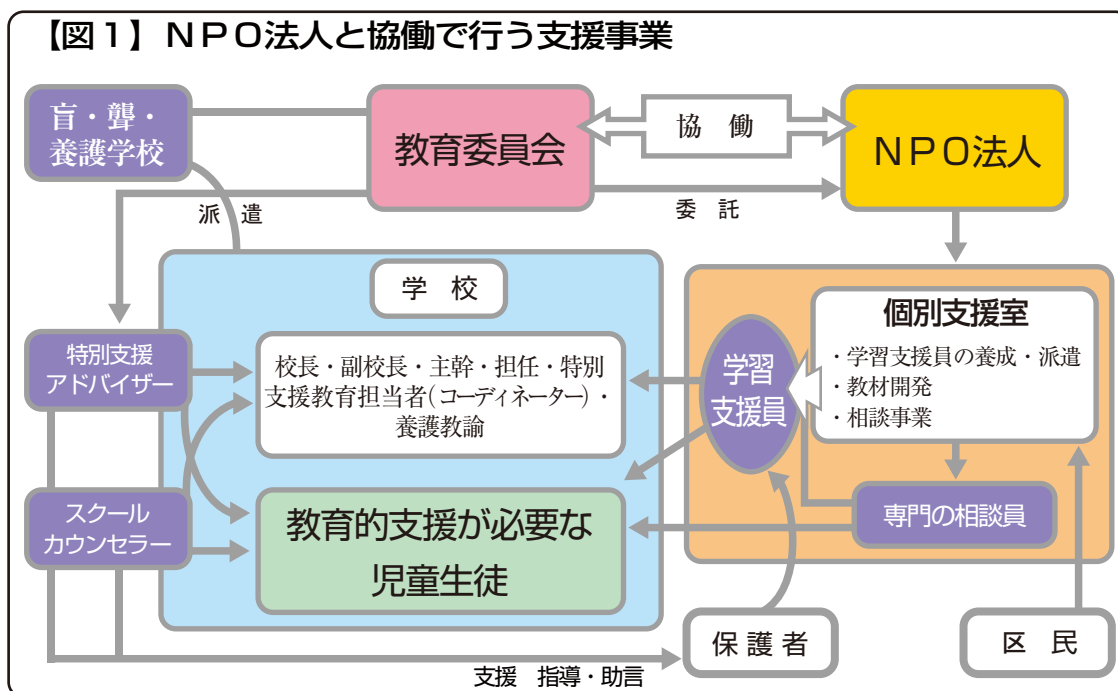 【図1】NPO法人と協働で行う支援事業
盲・聾・
養護学校
教育委員会
協 働
NPO法人
派 遣
委 託
学 校
個別支援室
・学習支援員の養成・派遣
・教材開発
・相談事業
特別支援
アドバイザー
校長・副校長・主幹・担任・特別
支援教育担当者(コーディネーター)・
養護教諭
学習
支援員
スクール
カウンセラー
教育的支援が必要な
児童生徒
専門の相談員
保護者
区 民
支援 指導・助言